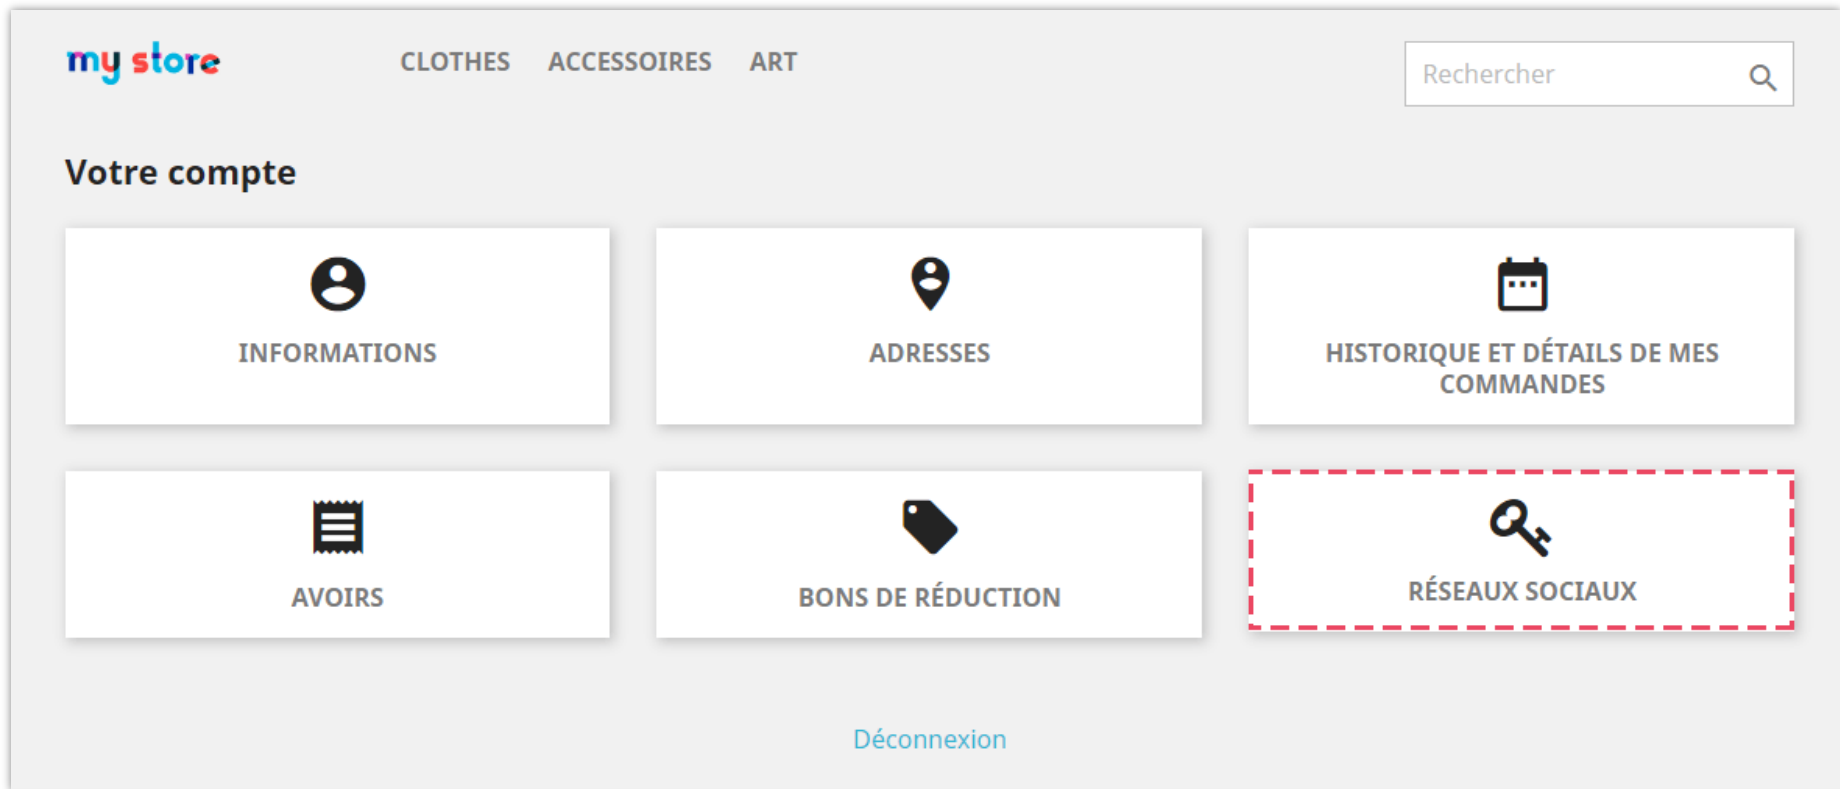 my store
CLOTHES ACCESSOIRES ART
Rechercher
Votre compte
INFORMATIONS
ADRESSES
HISTORIQUE ET DÉTAILS DE MES
COMMANDES
AVOIRS
BONS DE RÉDUCTION
RÉSEAUX SOCIAUX
Déconnexion